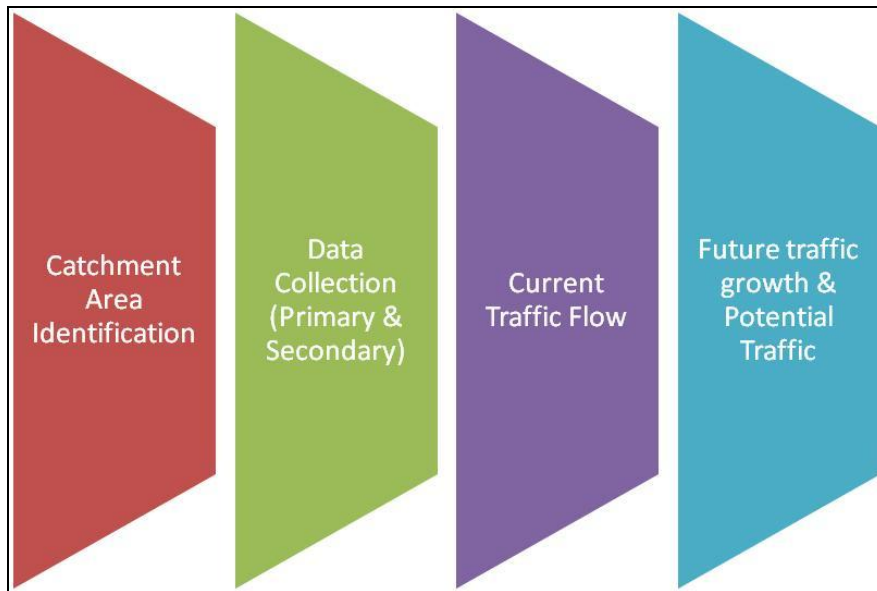 Catchment
Area
Identification
Data
Collection
(Primary &
Secondary)
Current
Traffic Flow
Future traffic
growth &
Potential
Traffic